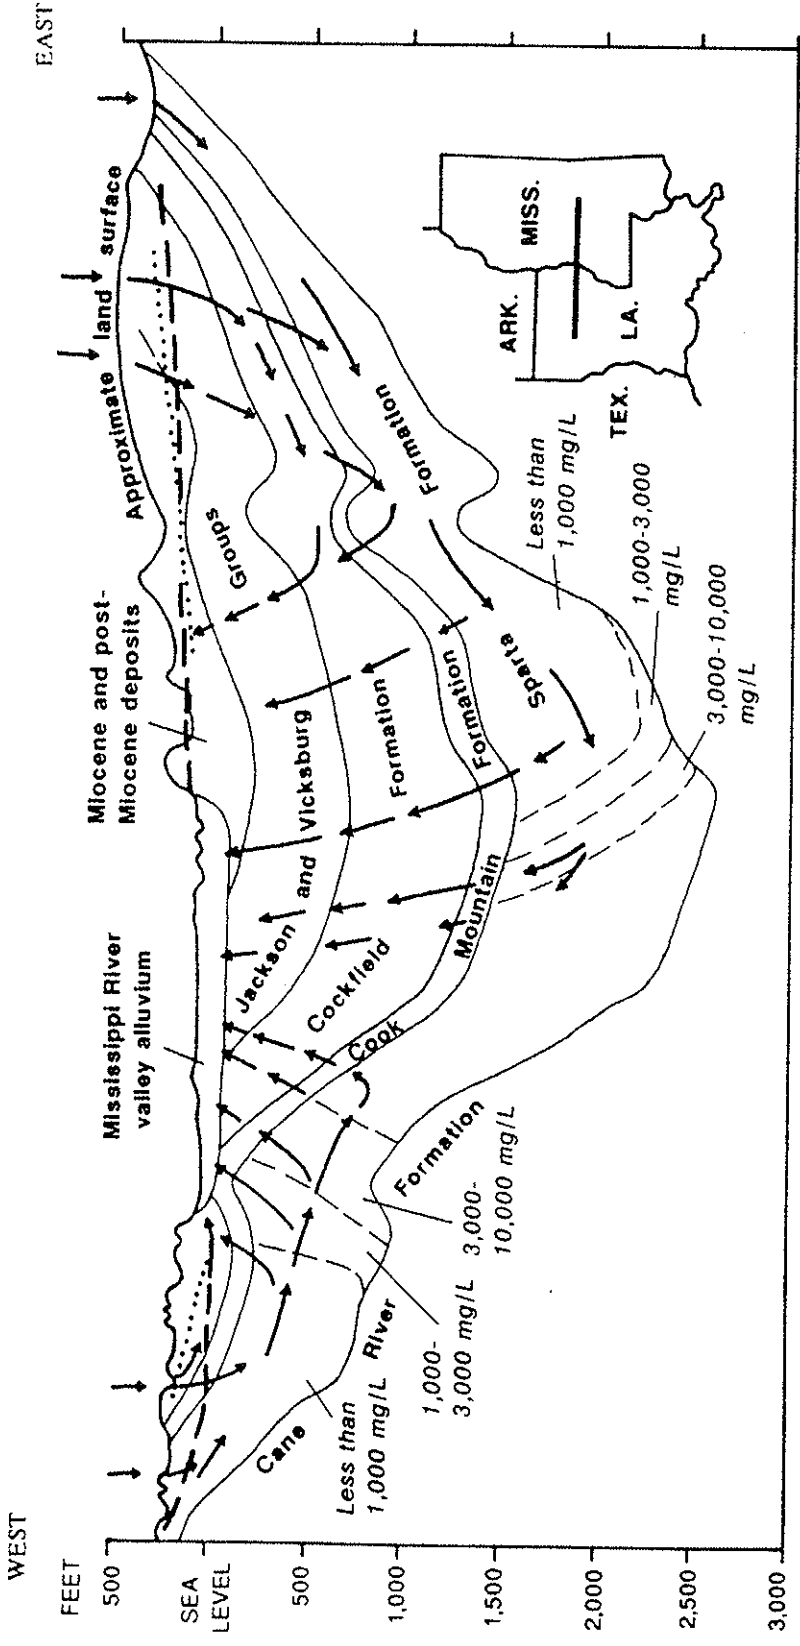 WEST
EAST
FEET
500
SEA
LEVEL
500
1,000
1,500
2,000
2,500
3,000
Approximate land surface
Mississippi River
valley alluvium
Miocene and post-
Miocene deposits
Jackson and Vicksburg Groups
Cockfield Formation
Cook Mountain Formation
Sparta Formation
Cane River Formation
Less than
1,000 mg/L
1,000-
3,000 mg/L
3,000-
10,000 mg/L
Less than
1,000 mg/L
1,000-3,000
mg/L
3,000-10,000
mg/L
ARK.
MISS.
TEX.
LA.